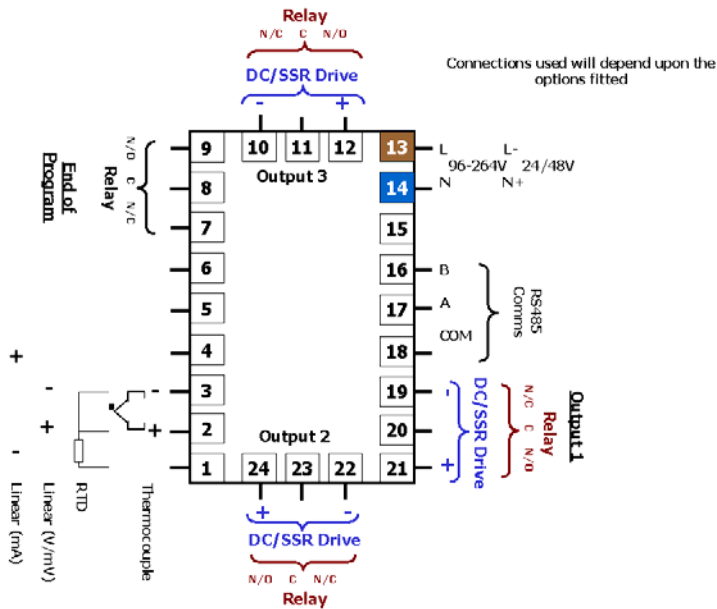 Relay
N/C C N/O
DC/SSR Drive
- +
Connections used will depend upon the
options fitted
9 10 11 12 13
Output 3
L L-
96-264V 24/48V
N N+
8 14
7 15
N/O C N/C
Relay
End of
Program
6 16 B
5 17 A
COM
4 18
RS485
Comms
3 19
2 20
1 21
Output 2
24 23 22
- +
DC/SSR Drive
N/C C N/O
Relay
Output 1
- +
Thermocouple
RTD
- +
Linear (V/mV)
+ -
Linear (mA)
+ -
DC/SSR Drive
N/O C N/C
Relay